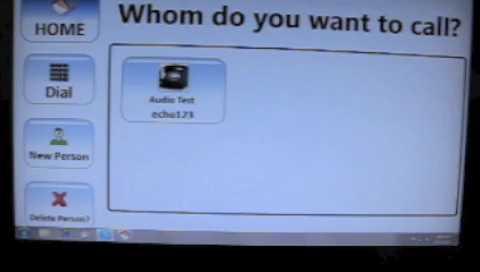 Whom do you want to call?
HOME
Dial
New Person
Delete Person?
Audio Test
echo123